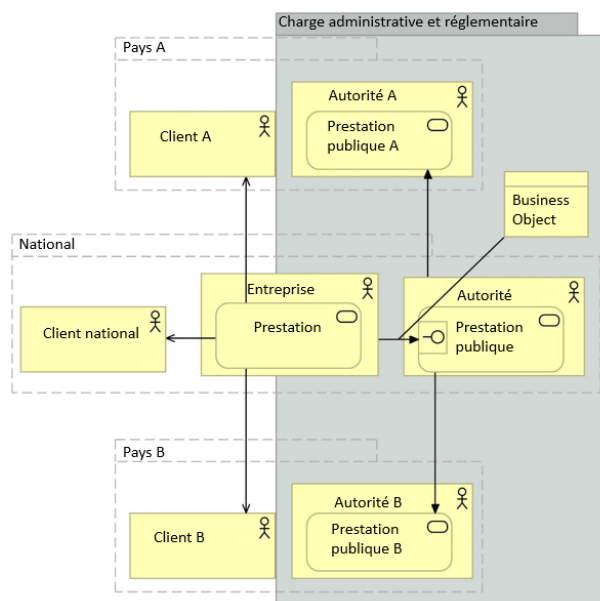 Charge administrative et réglementaire
Pays A
Autorité A
Client A
Prestation
publique A
Business
Object
National
Entreprise
Autorité
Client national
Prestation
Prestation
publique
Pays B
Autorité B
Client B
Prestation
publique B